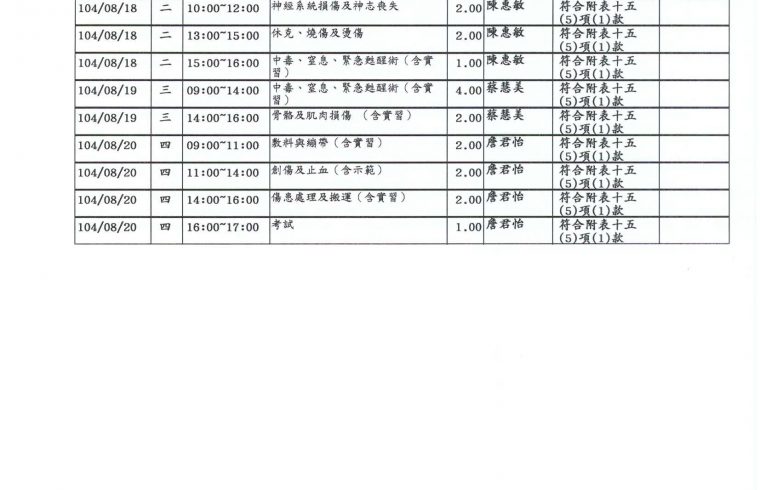 104/08/18 二 10:00~12:00 神經系統損傷及神志喪失 2.00 陳惠敏 符合附表十五
(5)項(1)款
104/08/18 二 13:00~15:00 休克、燒傷及燙傷 2.00 陳惠敏 符合附表十五
(5)項(1)款
104/08/18 二 15:00~16:00 中毒、窒息、緊急甦醒術(含實 1.00 陳惠敏 符合附表十五
習) (5)項(1)款
104/08/19 三 09:00~14:00 中毒、窒息、緊急甦醒術(含實 4.00 蔡慧美 符合附表十五
習) (5)項(1)款
104/08/19 三 14:00~16:00 骨骼及肌肉損傷 (含實習) 2.00 蔡慧美 符合附表十五
(5)項(1)款
104/08/20 四 09:00~11:00 敷料與繃帶(含實習) 2.00 詹君怡 符合附表十五
(5)項(1)款
104/08/20 四 11:00~14:00 創傷及止血(含示範) 2.00 詹君怡 符合附表十五
(5)項(1)款
104/08/20 四 14:00~16:00 傷患處理及搬運(含實習) 2.00 詹君怡 符合附表十五
(5)項(1)款
104/08/20 四 16:00~17:00 考試 1.00 詹君怡 符合附表十五
(5)項(1)款